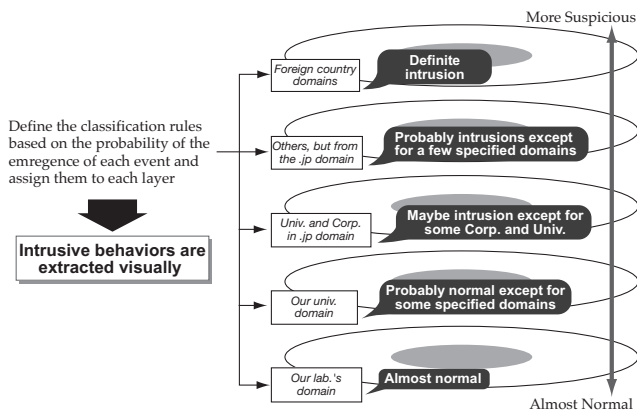 More Suspicious
Foreign country
domains
Definite
intrusion
Define the classification rules
based on the probability of the
emregence of each event and
assign them to each layer
Others, but from
the .jp domain
Probably intrusions except
for a few specified domains
Univ. and Corp.
in .jp domain
Maybe intrusion except for
some Corp. and Univ.
Intrusive behaviors are
extracted visually
Our univ.
domain
Probably normal except for
some specified domains
Our lab.'s
domain
Almost normal
Almost Normal